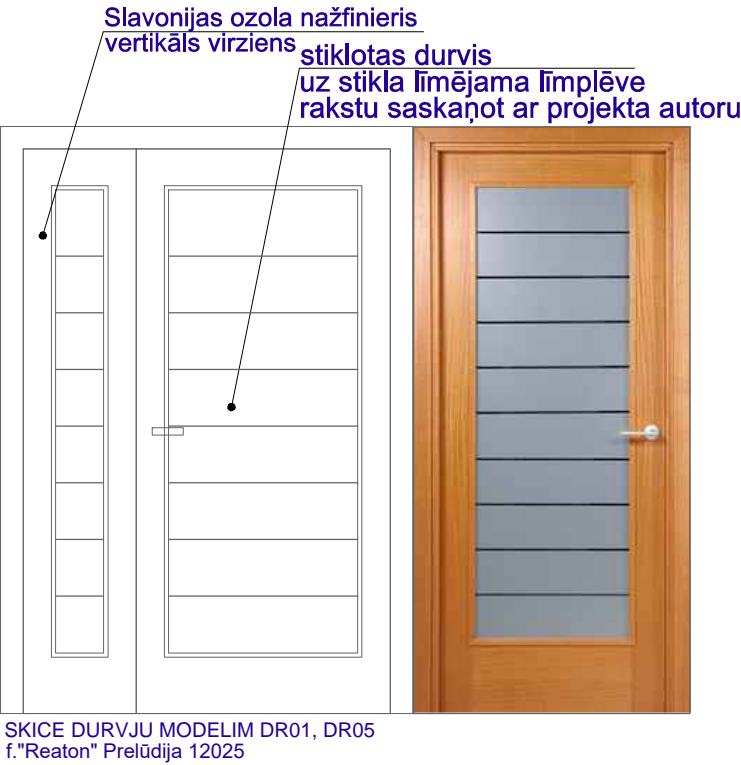 Slavonijas ozola nažfinieris
vertikāls virziens
stiklotas durvis
uz stikla līmējama līmplēve
rakstu saskaņot ar projekta autoru
SKICE DURVJU MODELIM DR01, DR05
f."Reaton" Prelūdija 12025